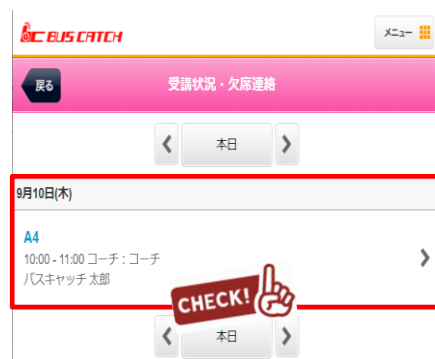 BUS CATCH
メニュー
戻る
受講状況・欠席連絡
本日
9月10日(木)
A4
10:00 - 11:00 コーチ : コーチ
バスキャッチ 太郎
CHECK!
本日